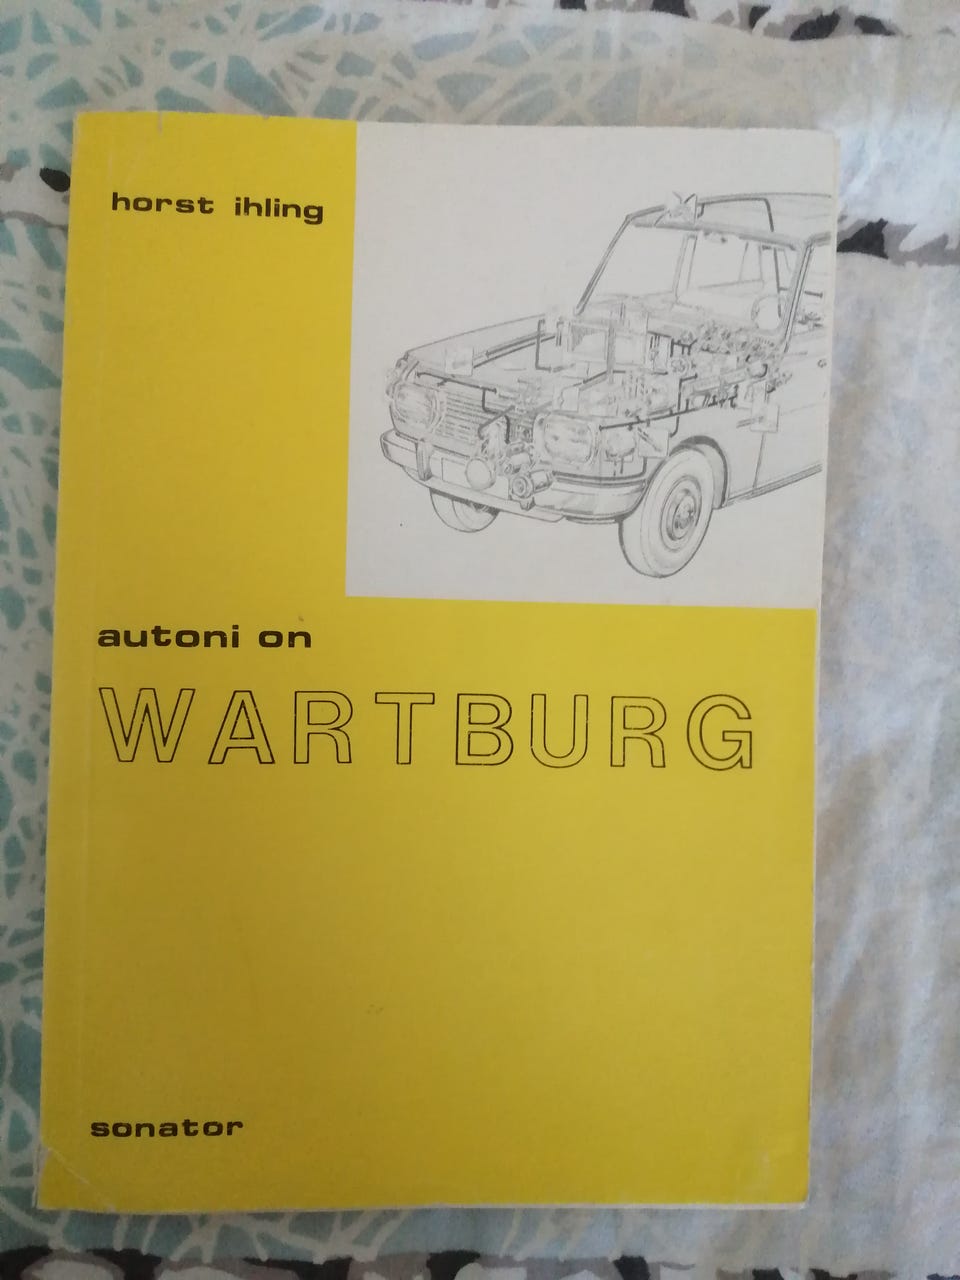 horst ihling
autoni on
WARTBURG
sonator